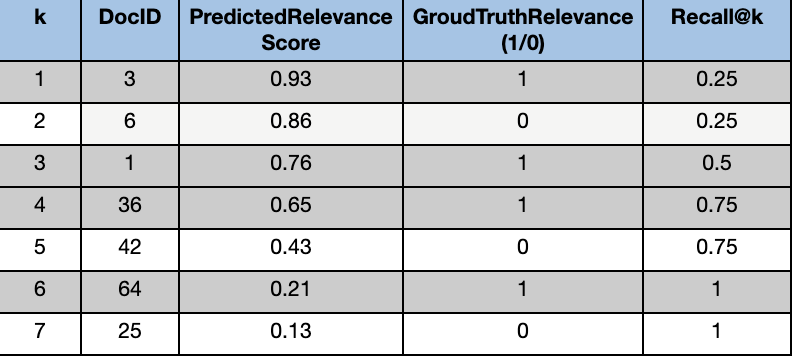 k DocID PredictedRelevance GroudTruthRelevance Recall@k
Score (1/0)
1 3 0.93 1 0.25
2 6 0.86 0 0.25
3 1 0.76 1 0.5
4 36 0.65 1 0.75
5 42 0.43 0 0.75
6 64 0.21 1 1
7 25 0.13 0 1